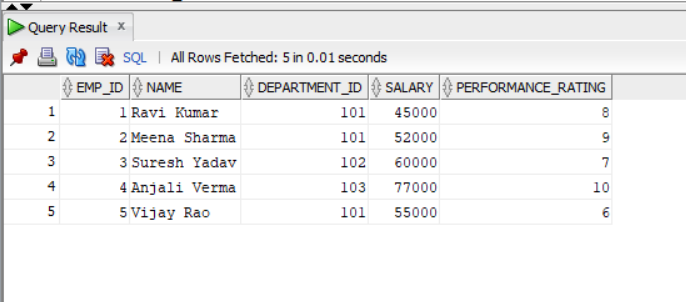 Query Result ×
SQL | All Rows Fetched: 5 in 0.01 seconds
EMP_ID NAME DEPARTMENT_ID SALARY PERFORMANCE_RATING
1 1 Ravi Kumar 101 45000 8
2 2 Meena Sharma 101 52000 9
3 3 Suresh Yadav 102 60000 7
4 4 Anjali Verma 103 77000 10
5 5 Vijay Rao 101 55000 6